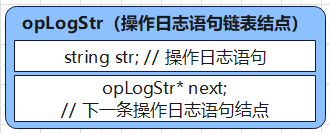 opLogStr（操作日志语句链表结点）
string str; // 操作日志语句
opLogStr* next;
// 下一条操作日志语句结点